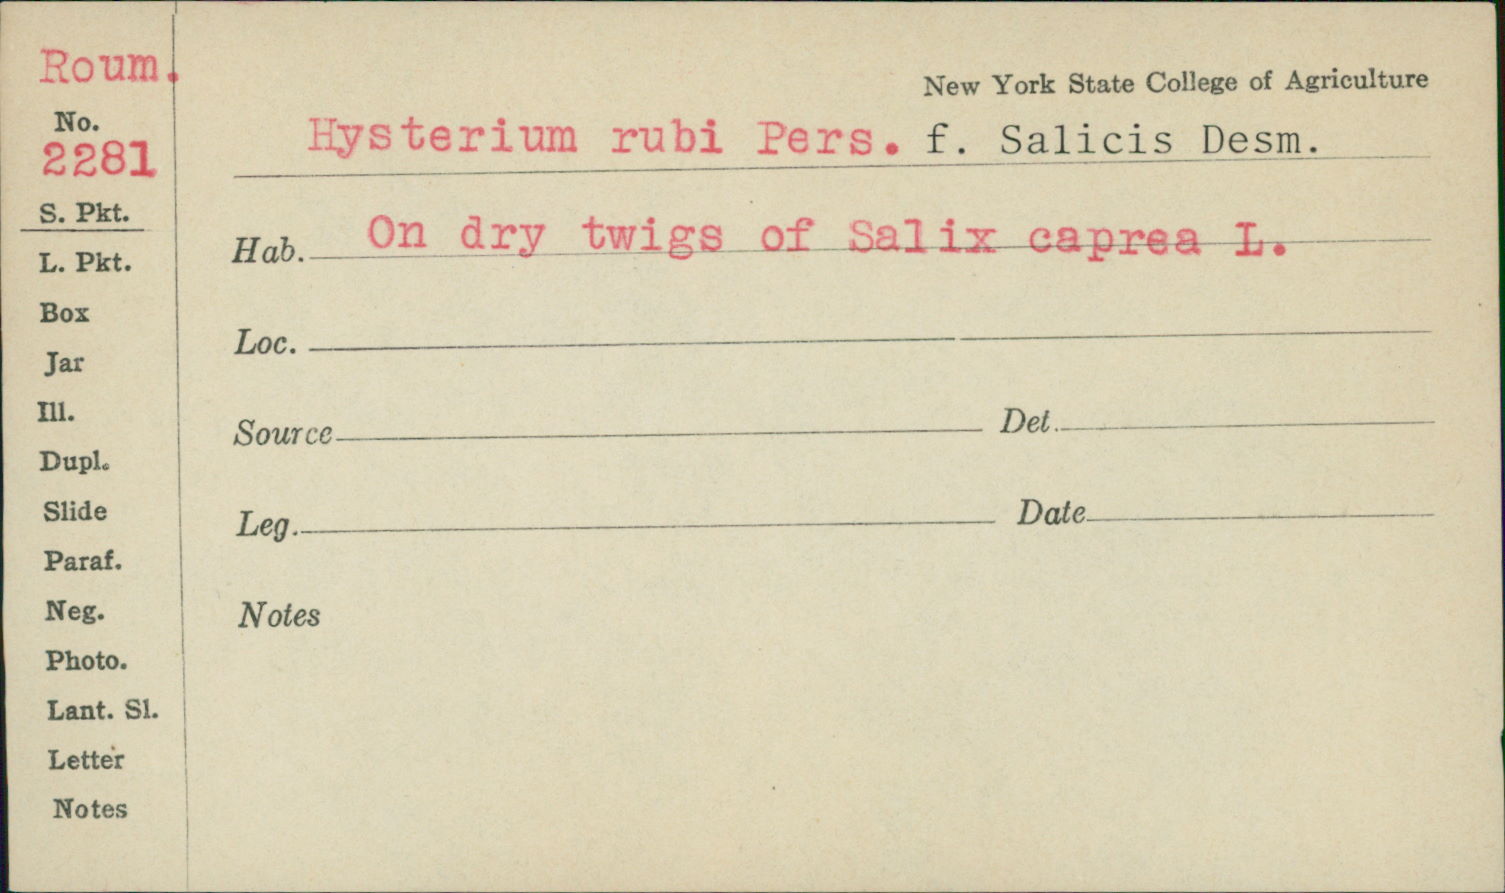 Roum.
No.
2281
S. Pkt.
L. Pkt.
Box
Jar
Ill.
Dupl.
Slide
Paraf.
Neg.
Photo.
Lant. Sl.
Letter
Notes
New York State College of Agriculture
Hysterium rubi Pers. f. Salicis Desm.
Hab. On dry twigs of Salix caprea L.
Loc.
Source Det.
Leg. Date
Notes